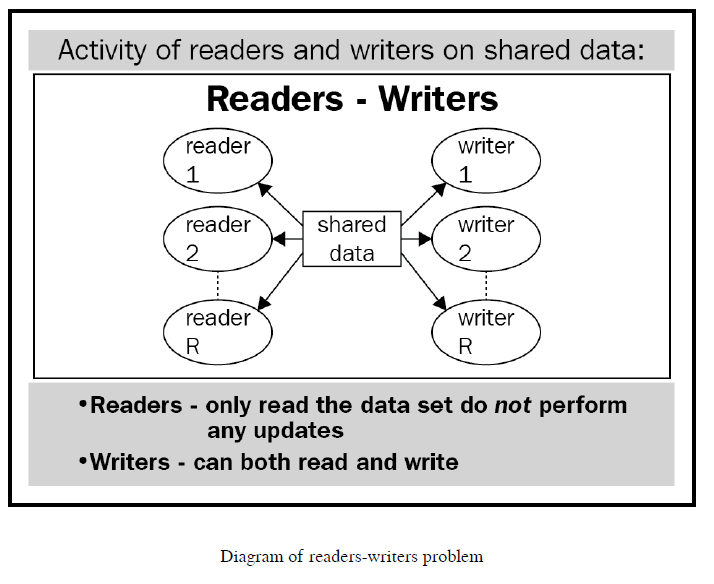 Activity of readers and writers on shared data:
Readers - Writers
reader
1
writer
1
reader
2
shared
data
writer
2
reader
R
writer
R
•Readers - only read the data set do not perform
any updates
•Writers - can both read and write
Diagram of readers-writers problem